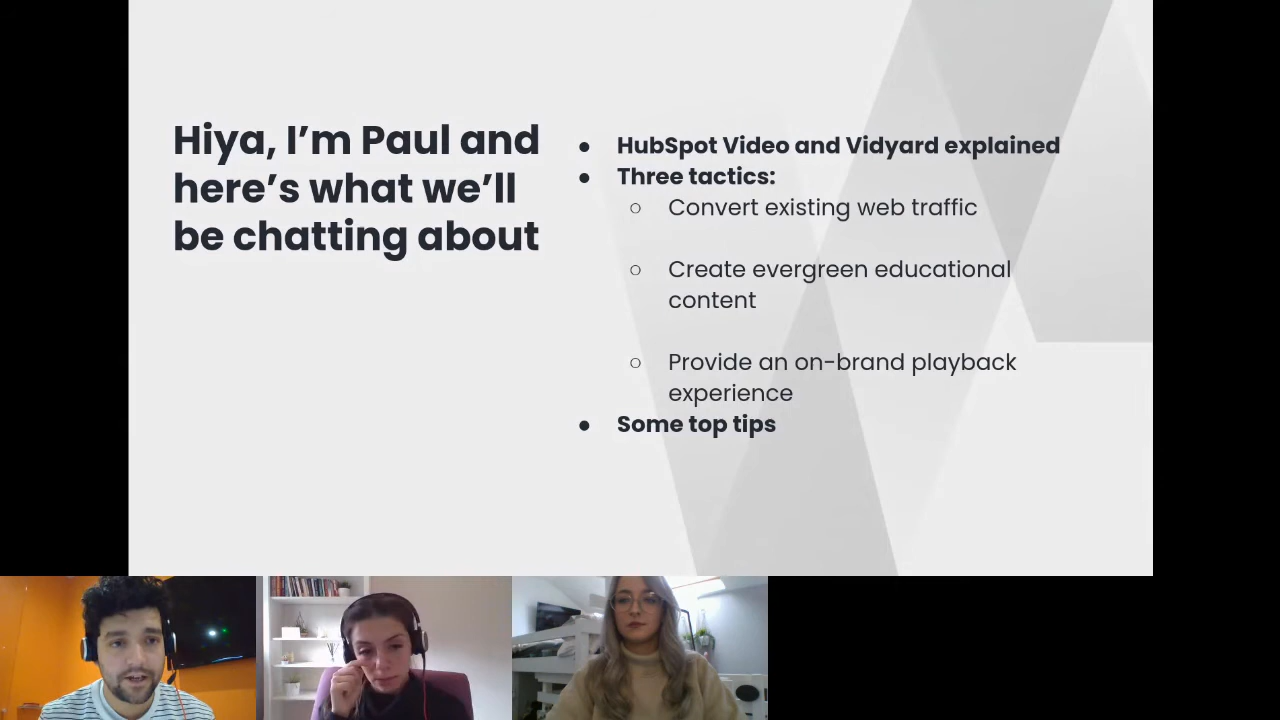 Hiya, I’m Paul and
here’s what we’ll
be chatting about
● HubSpot Video and Vidyard explained
● Three tactics:
○ Convert existing web traffic
○ Create evergreen educational
content
○ Provide an on-brand playback
experience
● Some top tips